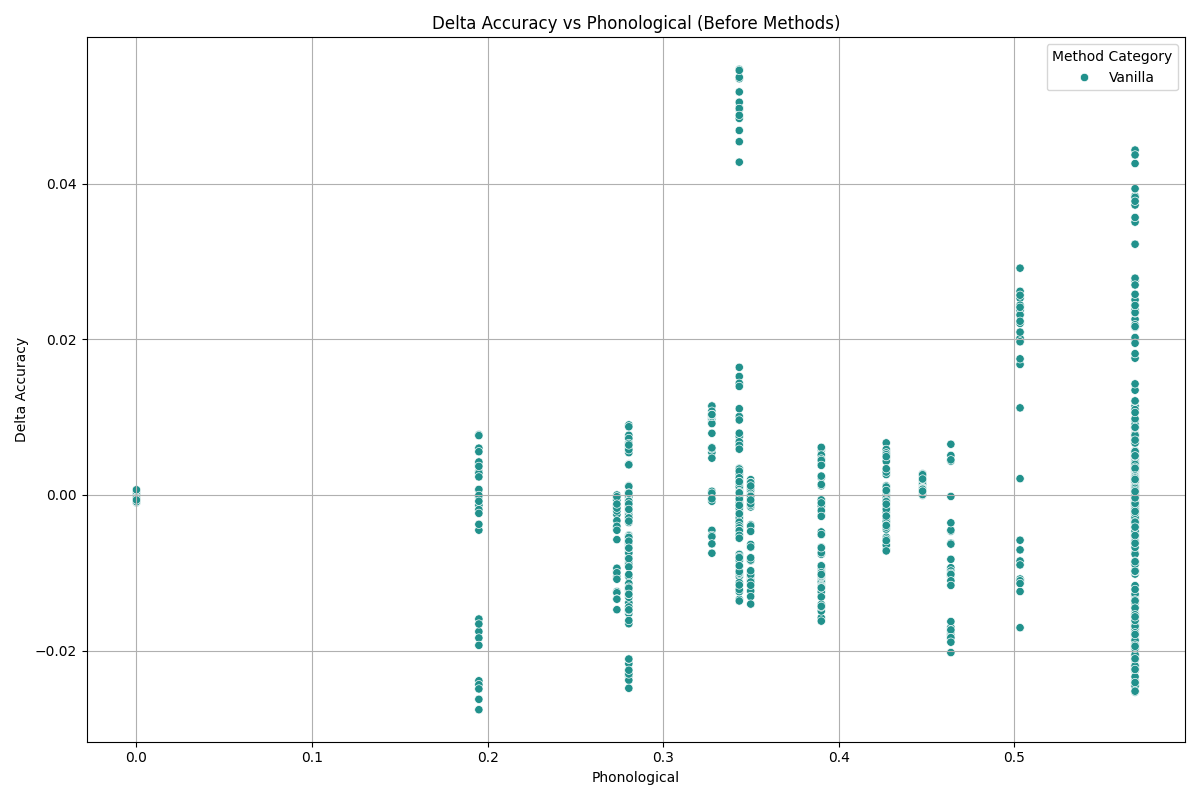 Delta Accuracy vs Phonological (Before Methods)
Method Category
Vanilla
Delta Accuracy
0.04
0.02
0.00
−0.02
0.0 0.1 0.2 0.3 0.4 0.5
Phonological